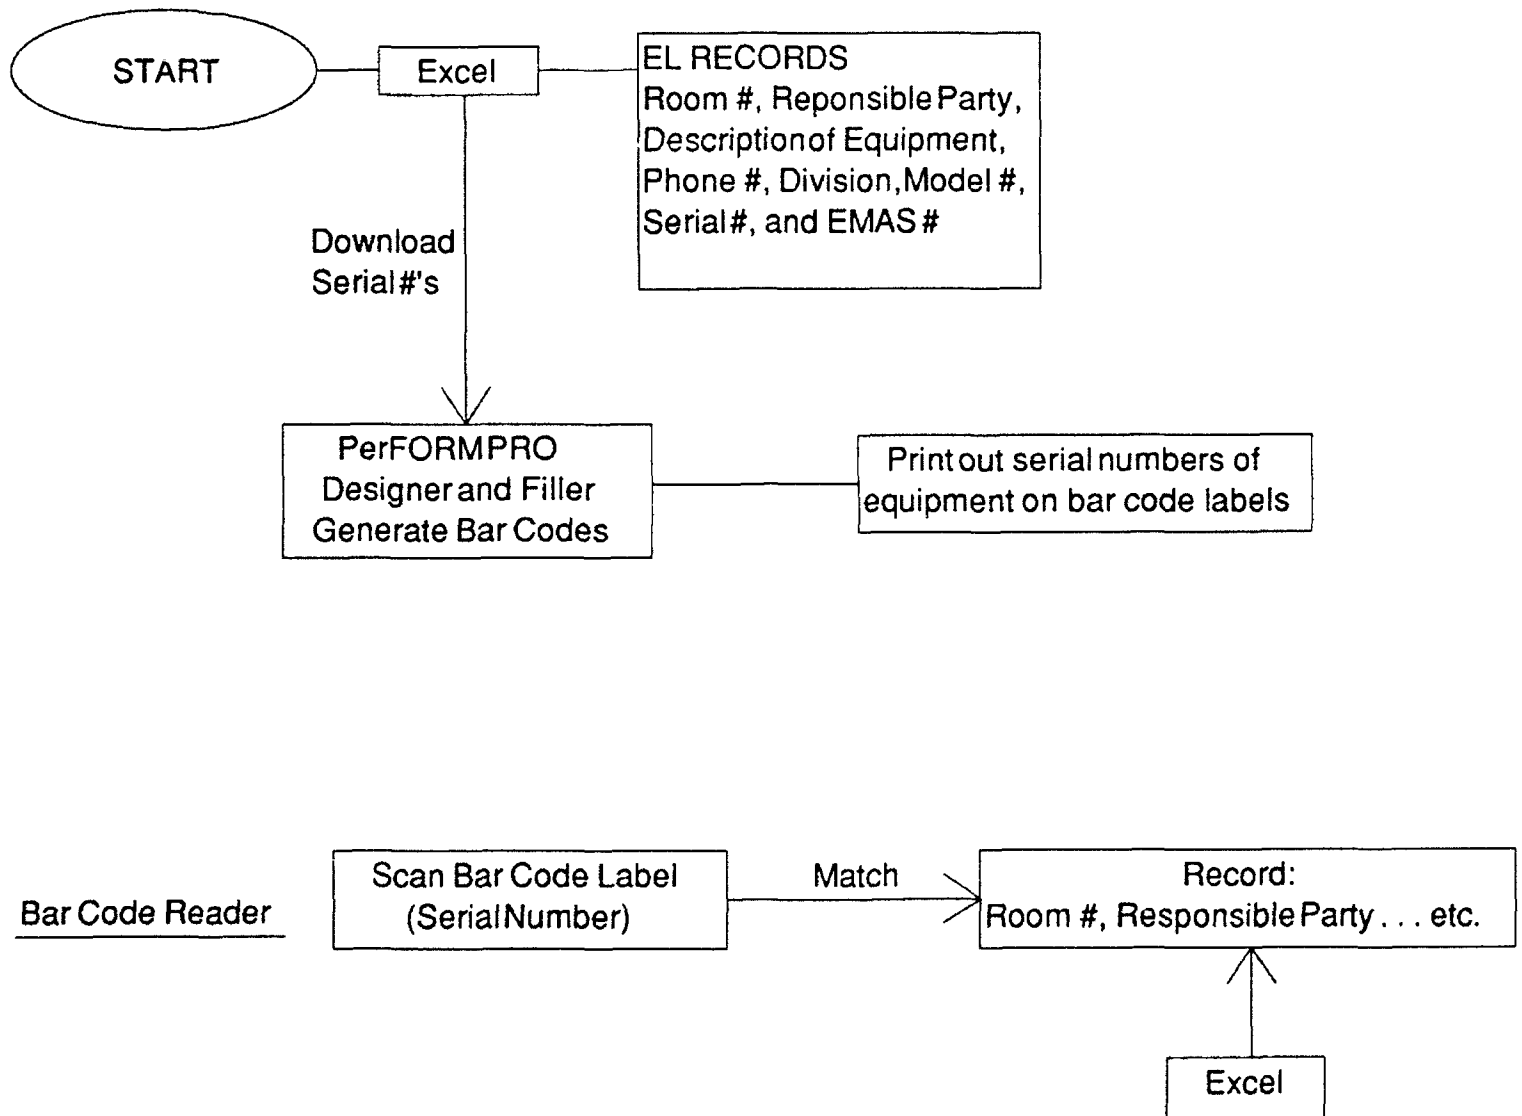 START
Excel
EL RECORDS
Room #, Reponsible Party,
Description of Equipment,
Phone #, Division, Model #,
Serial #, and EMAS #
Download
Serial #'s
PerFORM PRO
Designer and Filler
Generate Bar Codes
Print out serial numbers of
equipment on bar code labels
Bar Code Reader
Scan Bar Code Label
(Serial Number)
Match
Record:
Room #, Responsible Party . . . etc.
Excel